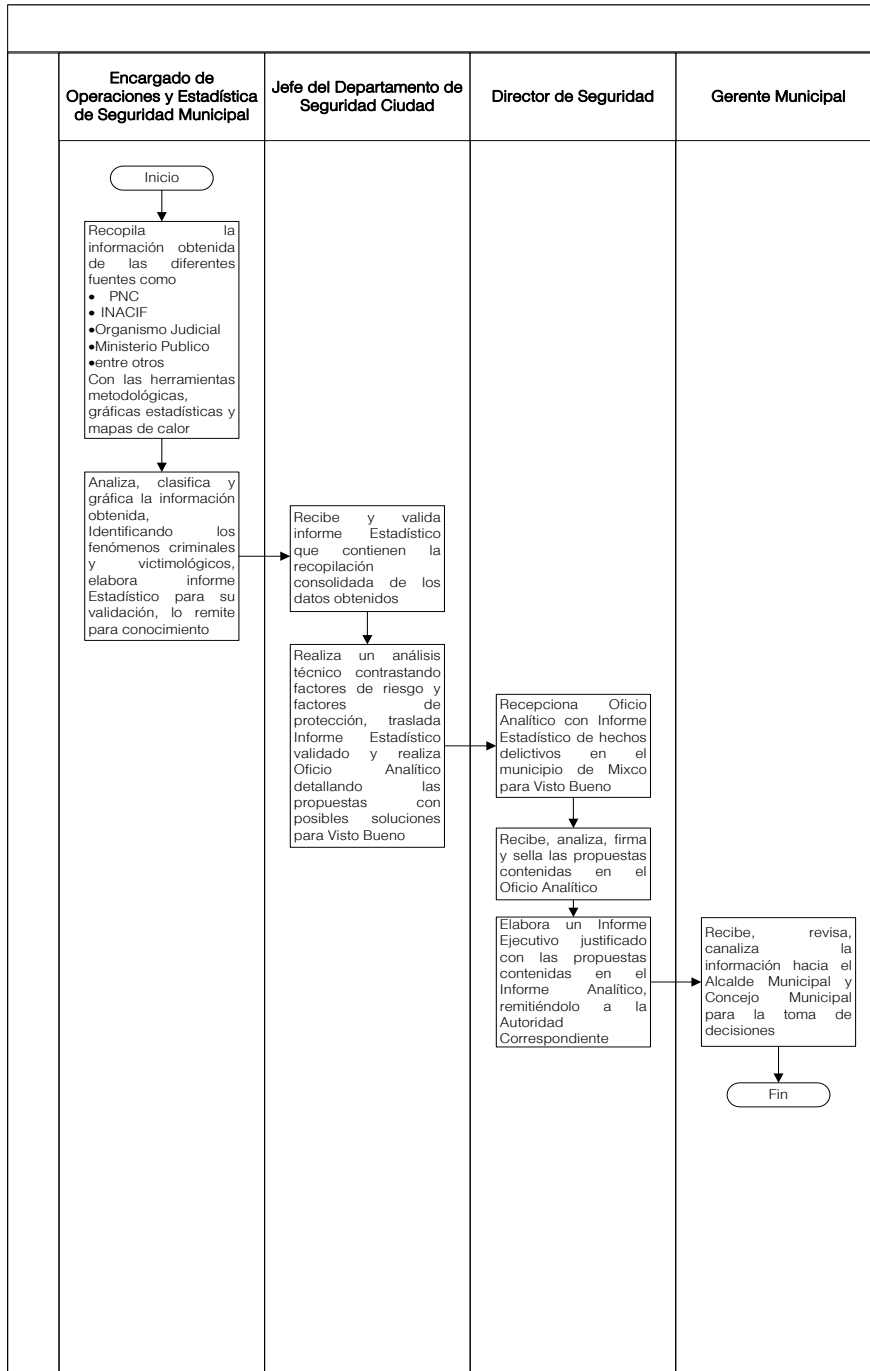 Encargado de
Operaciones y Estadística
de Seguridad Municipal
Jefe del Departamento de
Seguridad Ciudad
Director de Seguridad
Gerente Municipal
Inicio
Recopila la
información obtenida
de las diferentes
fuentes como
• PNC
• INACIF
•Organismo Judicial
•Ministerio Publico
•entre otros
Con las herramientas
metodológicas,
gráficas estadísticas y
mapas de calor
Analiza, clasifica y
gráfica la información
obtenida,
Identificando los
fenómenos criminales
y victimológicos,
elabora informe
Estadístico para su
validación, lo remite
para conocimiento
Recibe y valida
informe Estadístico
que contienen la
recopilación
consolidada de los
datos obtenidos
Realiza un análisis
técnico contrastando
factores de riesgo y
factores de
protección, traslada
Informe Estadístico
validado y realiza
Oficio Analítico
detallando las
propuestas con
posibles soluciones
para Visto Bueno
Recepciona Oficio
Analítico con Informe
Estadístico de hechos
delictivos en el
municipio de Mixco
para Visto Bueno
Recibe, analiza, firma
y sella las propuestas
contenidas en el
Oficio Analítico
Elabora un Informe
Ejecutivo justificado
con las propuestas
contenidas en el
Informe Analítico,
remitiéndolo a la
Autoridad
Correspondiente
Recibe, revisa,
canaliza la
información hacia el
Alcalde Municipal y
Concejo Municipal
para la toma de
decisiones
Fin